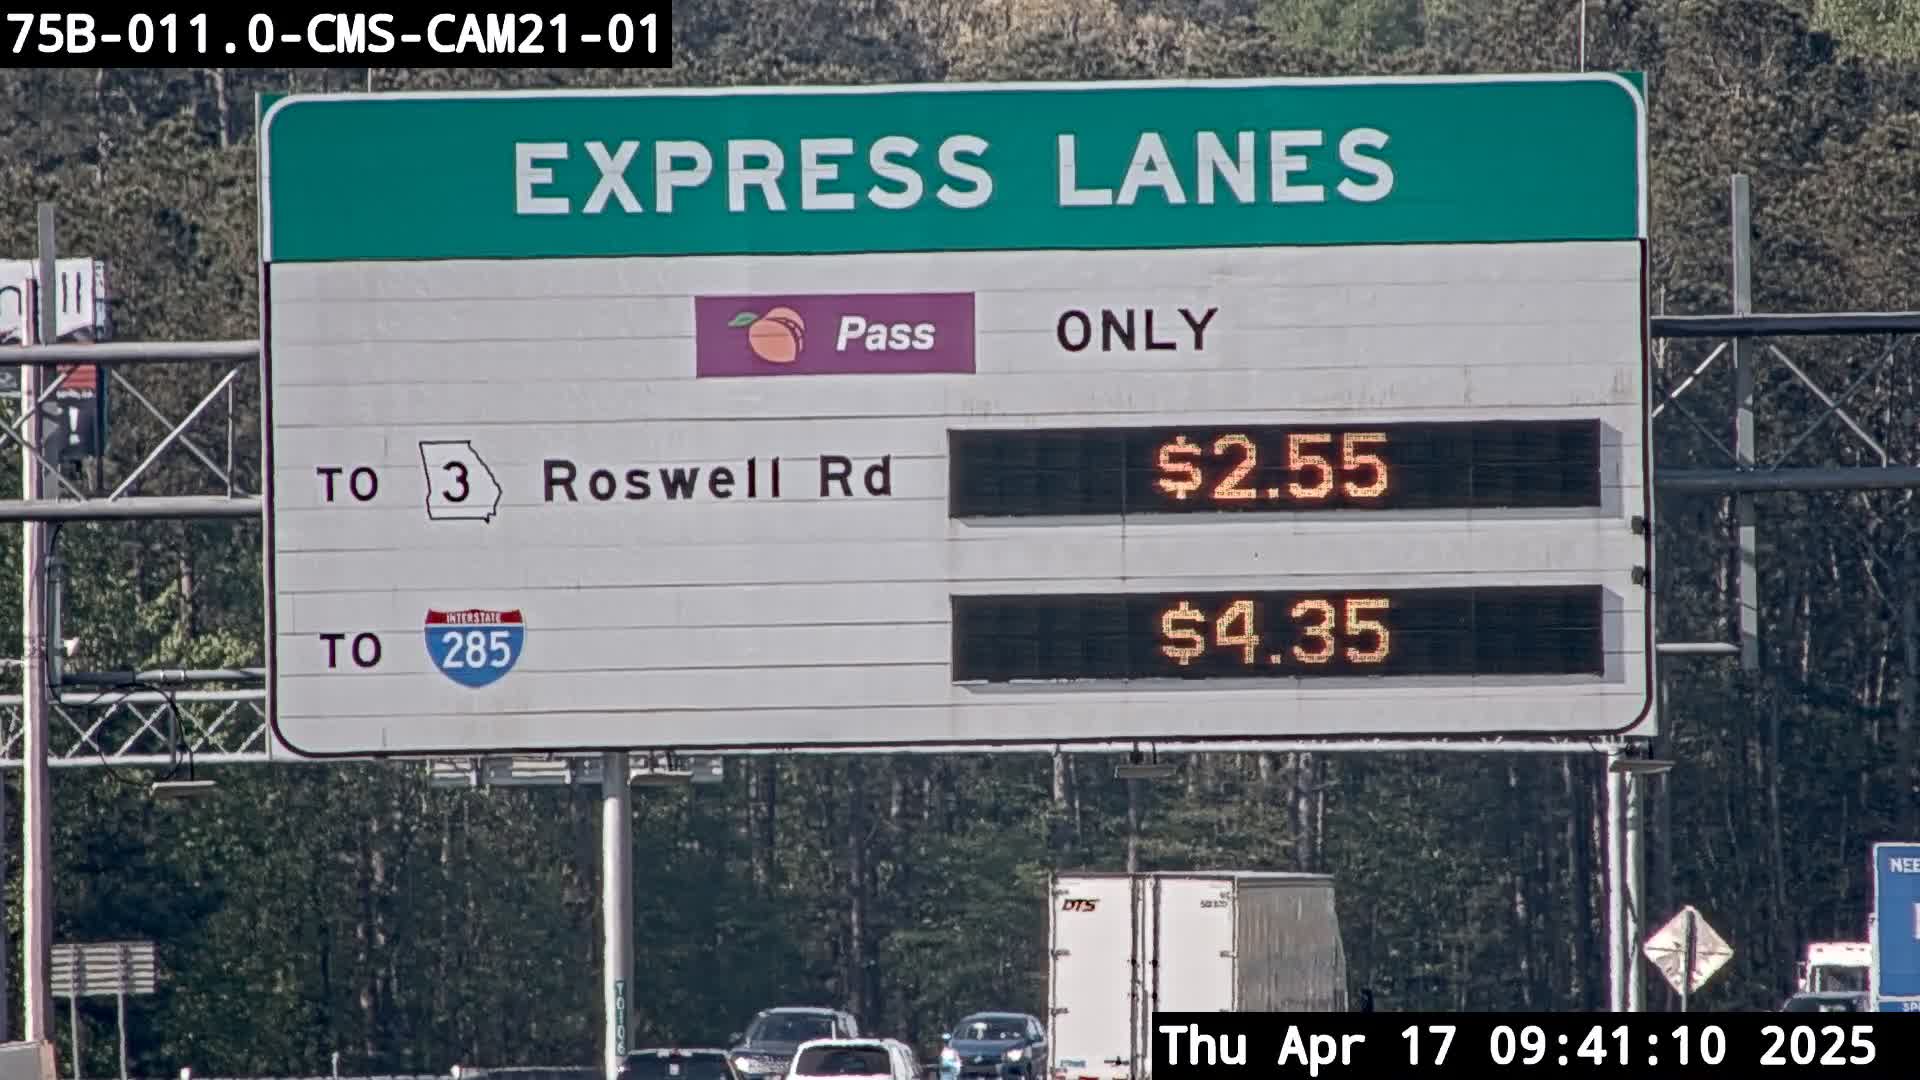 75B-011.0-CMS-CAM21-01
EXPRESS LANES
Pass ONLY
TO 3 Roswell Rd $2.55
TO INTERSTATE 285 $4.35
DTS
NEE
Thu Apr 17 09:41:10 2025